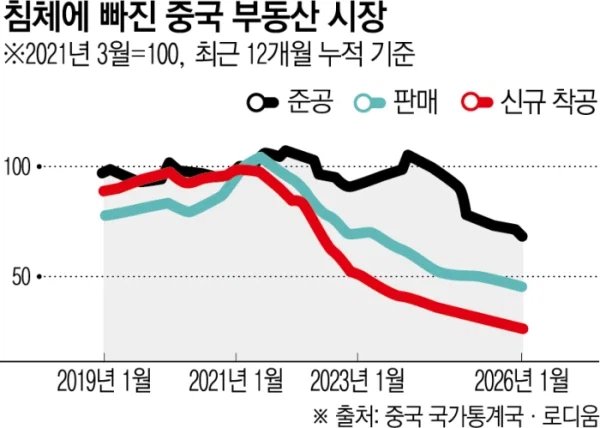 침체에 빠진 중국 부동산 시장
※2021년 3월=100, 최근 12개월 누적 기준
준공 판매 신규 착공
100
50
2019년 1월 2021년 1월 2023년 1월 2026년 1월
※ 출처: 중국 국가통계국·로디움